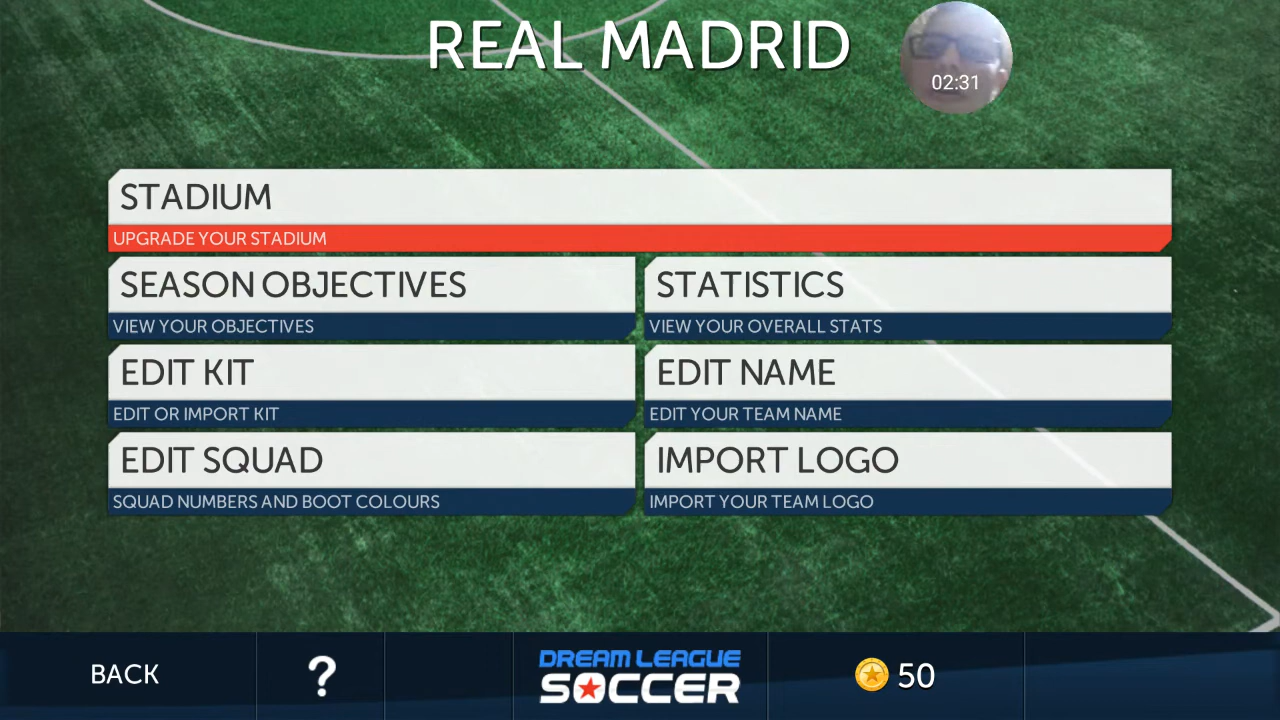 REAL MADRID
02:31
STADIUM
UPGRADE YOUR STADIUM
SEASON OBJECTIVES
VIEW YOUR OBJECTIVES
STATISTICS
VIEW YOUR OVERALL STATS
EDIT KIT
EDIT OR IMPORT KIT
EDIT NAME
EDIT YOUR TEAM NAME
EDIT SQUAD
SQUAD NUMBERS AND BOOT COLOURS
IMPORT LOGO
IMPORT YOUR TEAM LOGO
BACK
?
DREAM LEAGUE
SOCCER
50